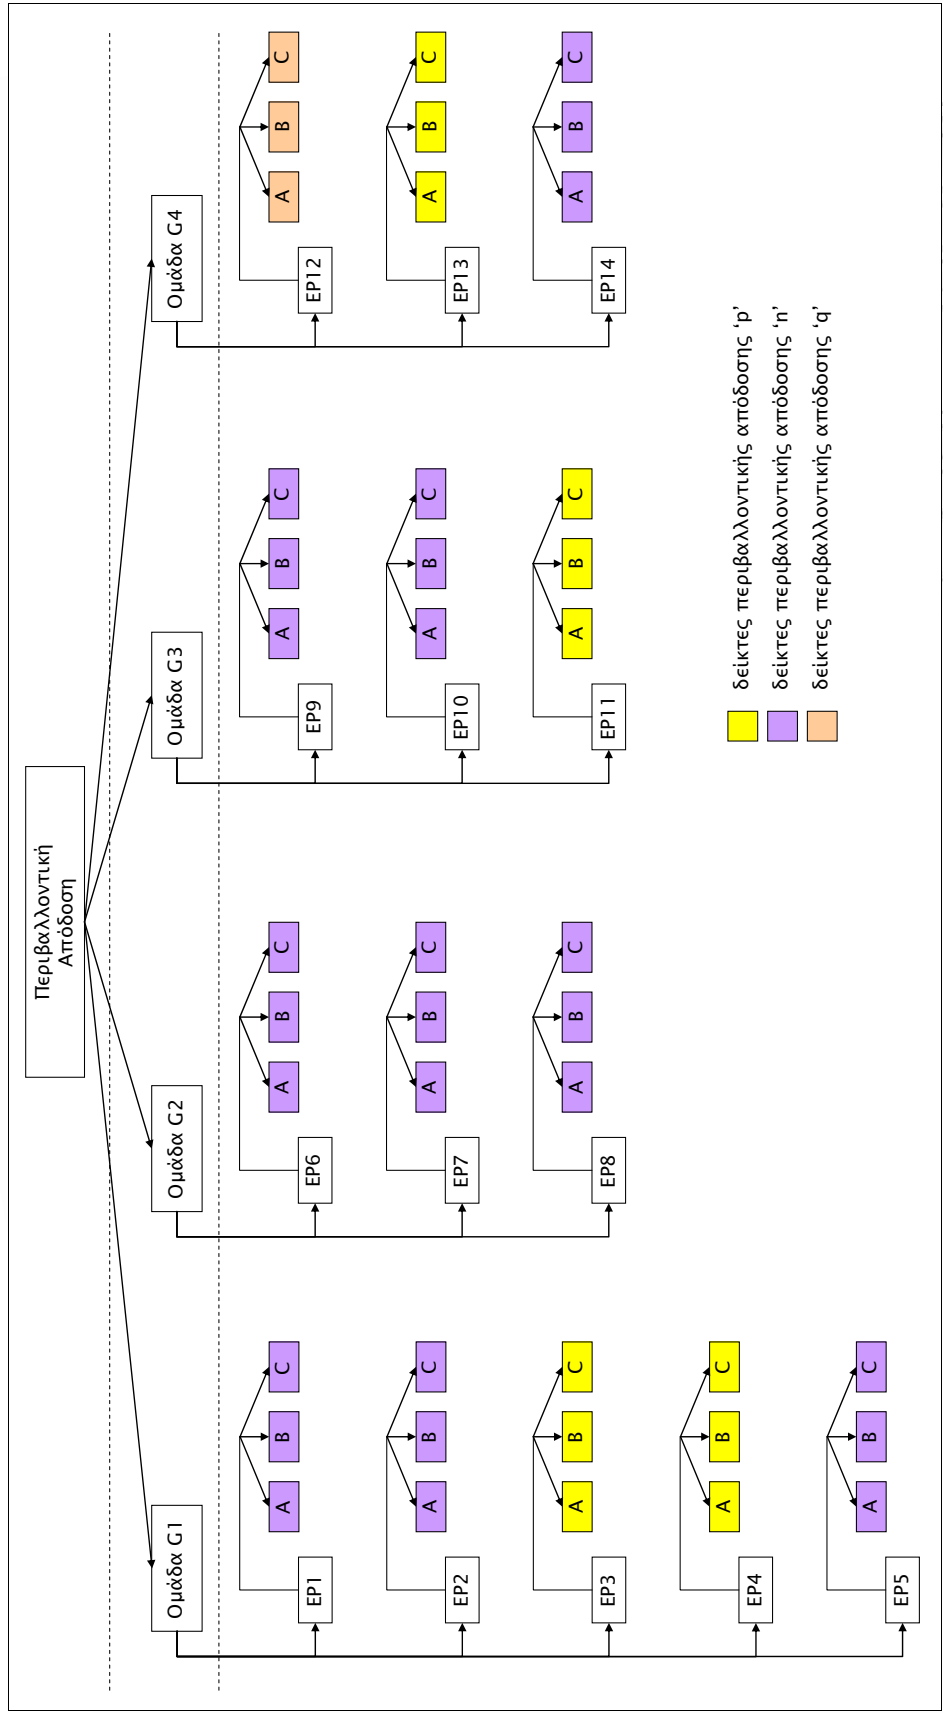 Περιβαλλοντική
Απόδοση
Ομάδα G1
Ομάδα G2
Ομάδα G3
Ομάδα G4
EP1
A
B
C
EP2
A
B
C
EP3
A
B
C
EP4
A
B
C
EP5
A
B
C
EP6
A
B
C
EP7
A
B
C
EP8
A
B
C
EP9
A
B
C
EP10
A
B
C
EP11
A
B
C
EP12
A
B
C
EP13
A
B
C
EP14
A
B
C
δείκτες περιβαλλοντικής απόδοσης ‘p’
δείκτες περιβαλλοντικής απόδοσης ‘n’
δείκτες περιβαλλοντικής απόδοσης ‘q’